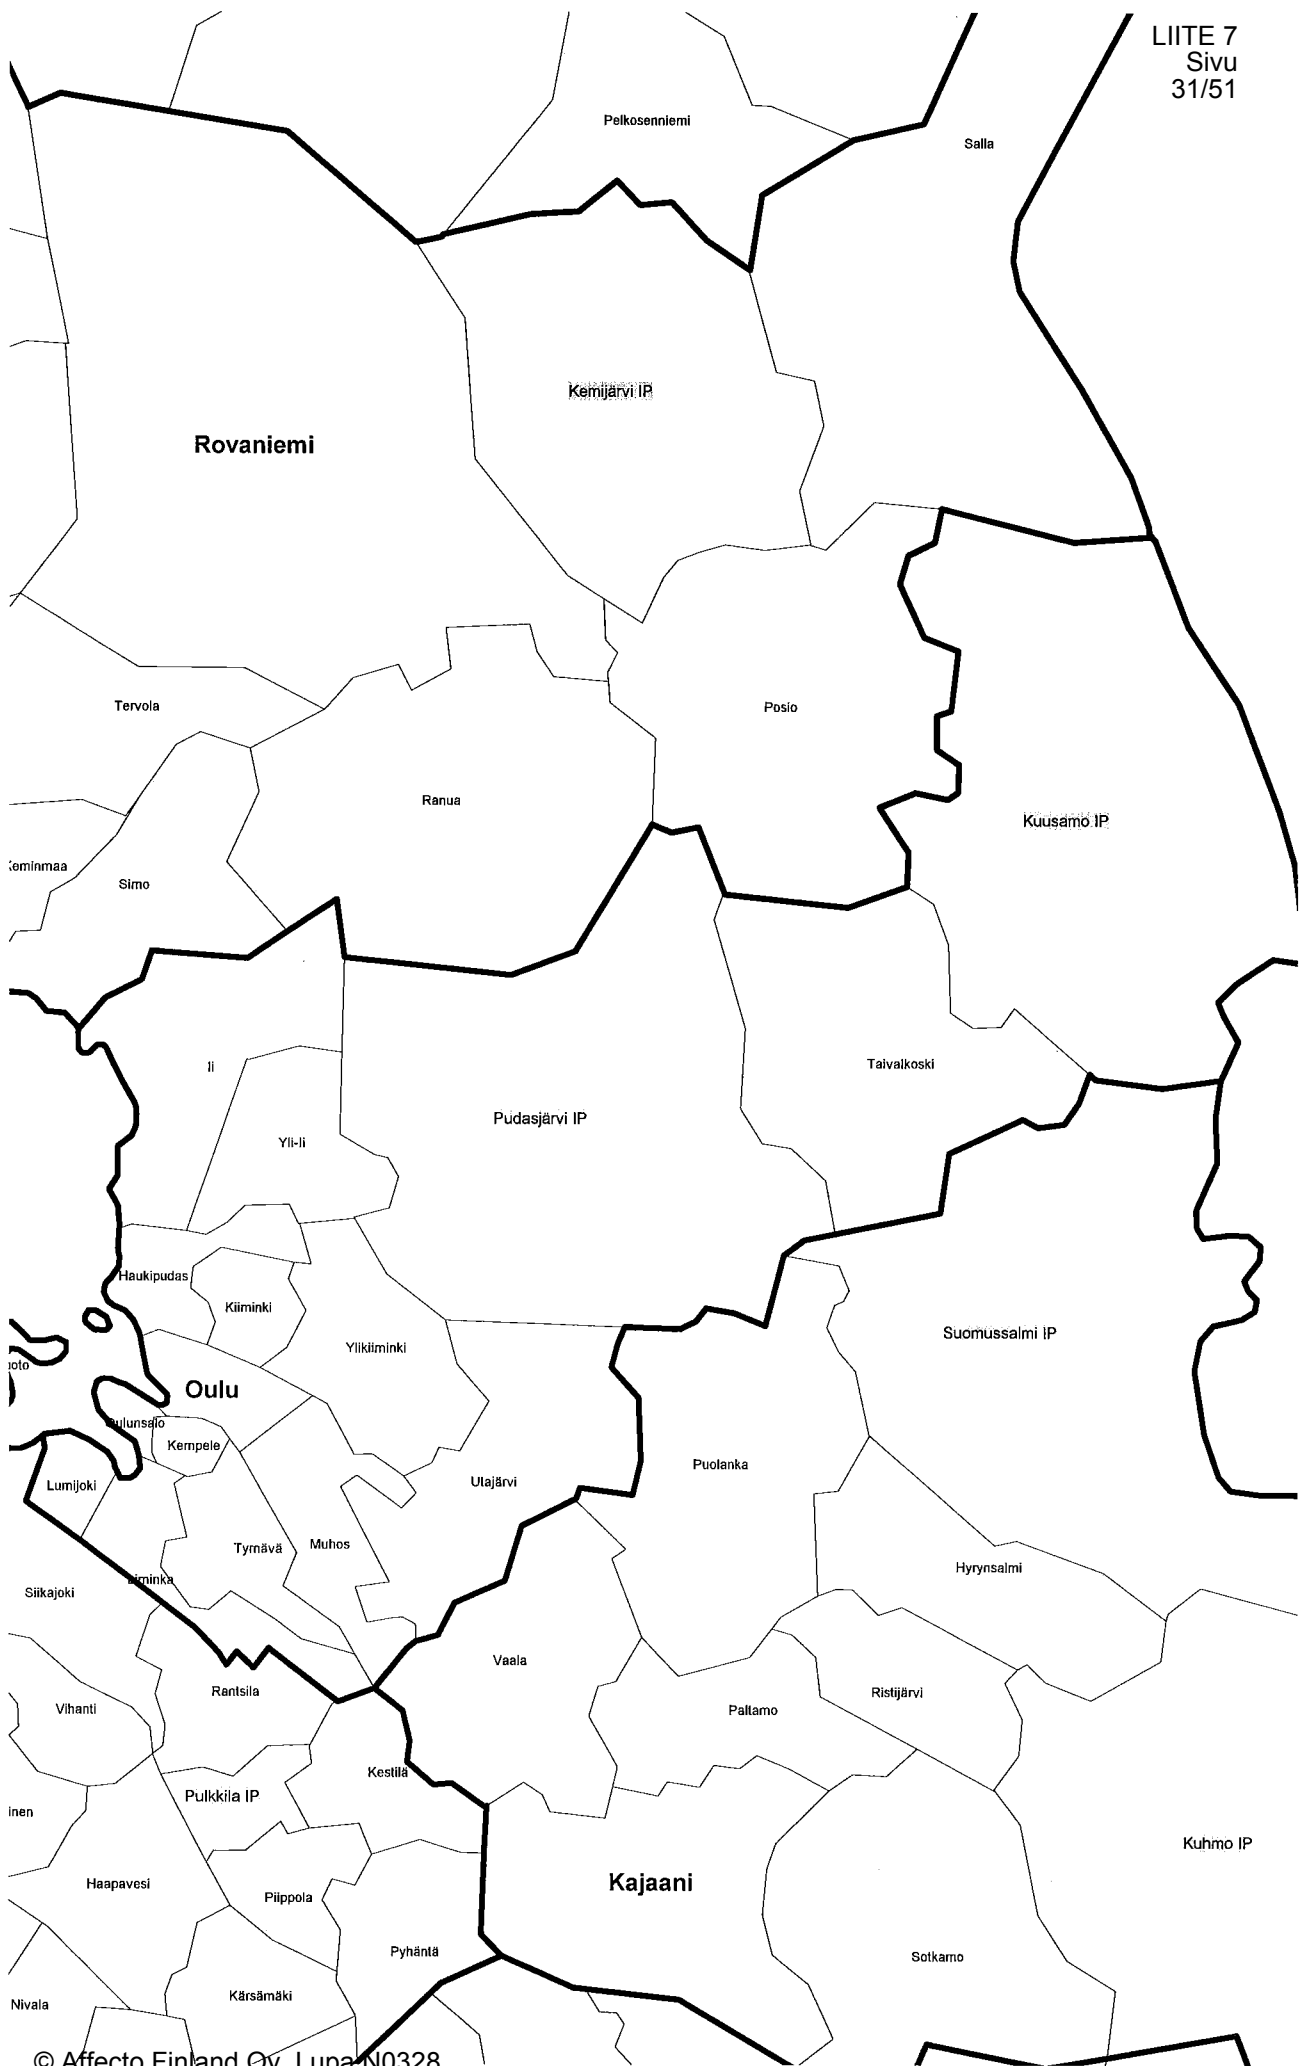 LIITE 7
Sivu
31/51
Pelkosenniemi
Salla
Kemijärvi IP
Rovaniemi
Tervola
Posio
Ranua
Kuusamo IP
Keminmaa
Simo
Ii
Taivalkoski
Pudasjärvi IP
Yli-Ii
Haukipudas
Kiiminki
Suomussalmi IP
Ylikiiminki
oto
Oulu
Oulunsalo
Kempele
Puolanka
Utajärvi
Lumijoki
Muhos
Tyrnävä
Hyrynsalmi
Liminka
Siikajoki
Vaala
Rantsila
Ristijärvi
Vihanti
Paltamo
Kestilä
Pulkkila IP
inen
Kuhmo IP
Haapavesi
Kajaani
Piippola
Pyhäntä
Sotkamo
Kärsämäki
Nivala
© Affecto Finland Oy, Lupa N0328